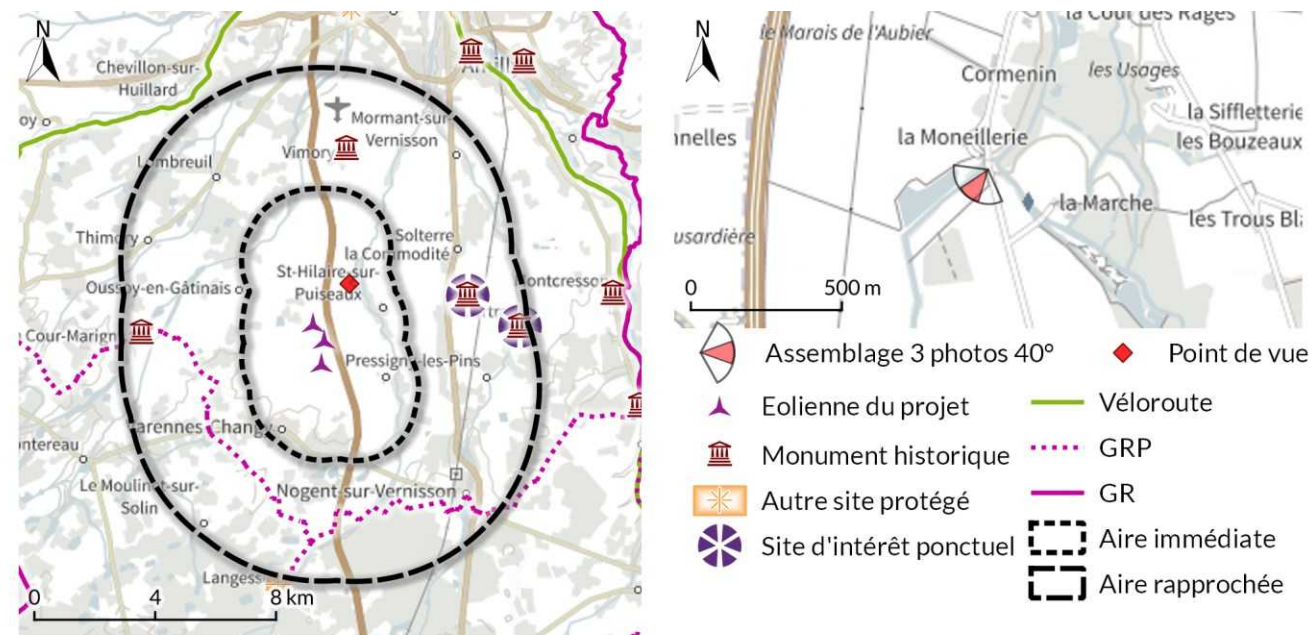 N
Chevillon-sur-
Huillard
Mormant-sur-
Vernisson
Vimory
Lombreuil
Thimory
Solterre
la Commodité
St-Hilaire-sur-
Puiseaux
Oussoy-en-Gâtinais
Cour-Marign
Pressigny-les-Pins
Varennes-Changy
Le Moulinet-sur-
Solin
Nogent-sur-Vernisson
Langess
0 4 8 km
N
le Marais de l'Aubier
la Cour des Rages
Cormenin
les Usages
la Siffletterie
les Bouzeaux
nnelles
la Moneillerie
la Marche
les Trous Bl
usardière
0 500 m
Assemblage 3 photos 40°
Point de vue
Eolienne du projet
Véloroute
Monument historique
GRP
Autre site protégé
GR
Site d'intérêt ponctuel
Aire immédiate
Aire rapprochée